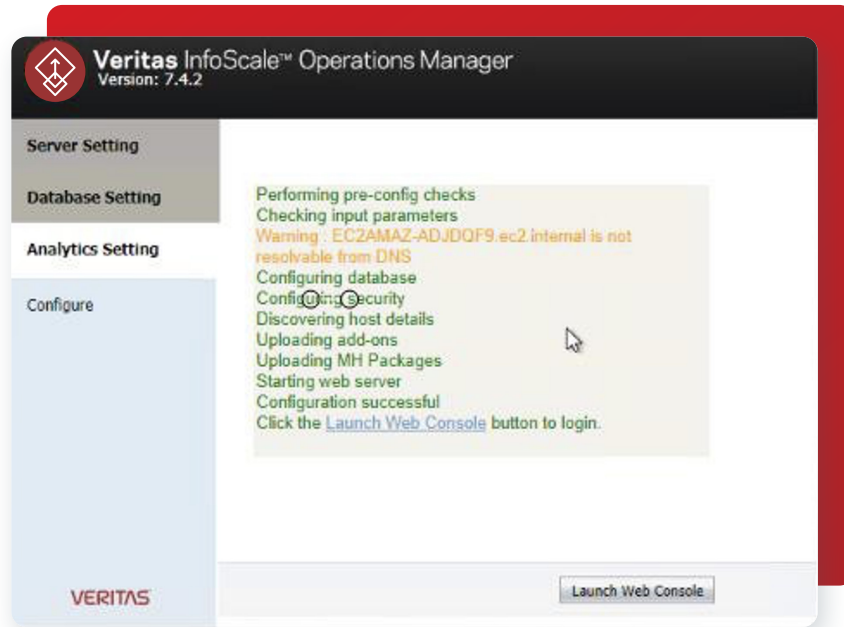 Veritas InfoScale™ Operations Manager
Version: 7.4.2
Server Setting
Database Setting
Analytics Setting
Configure
Performing pre-config checks
Checking input parameters
Warning : EC2AMAZ-ADJDQF9.ec2.internal is not
resolvable from DNS
Configuring database
Configuring security
Discovering host details
Uploading add-ons
Uploading MH Packages
Starting web server
Configuration successful
Click the Launch Web Console button to login.
VERITAS
Launch Web Console